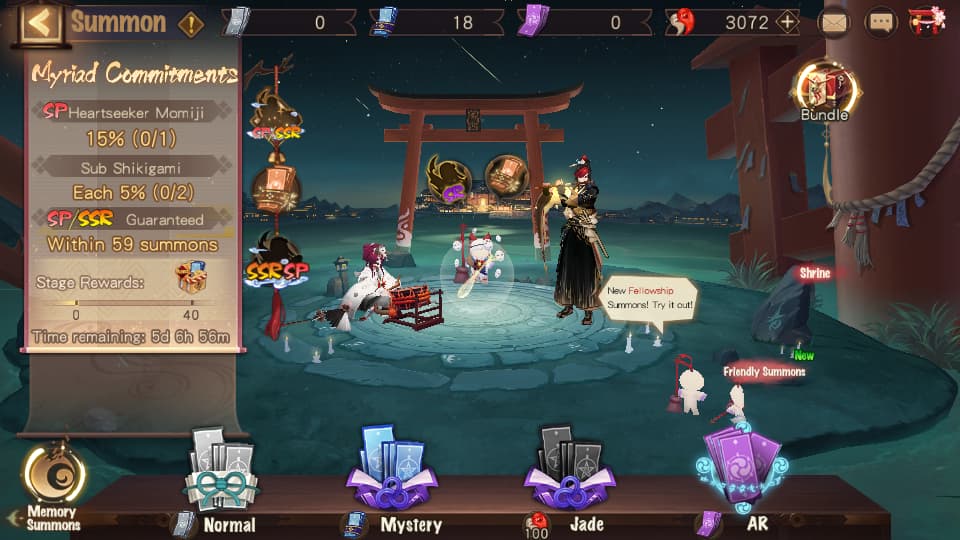 Summon
0
18
0
3072
Myriad Commitments
SP Heartseeker Momiji
15% (0/1)
Sub Shikigami
Each 5% (0/2)
SP/SSR Guaranteed
Within 59 summons
Stage Rewards:
0 40
Time remaining: 5d 6h 56m
SP SSR
SSR SP
Bundle
New Fellowship
Summons! Try it out!
Shrine
New
Friendly Summons
Memory
Summons
Normal
Mystery
100
Jade
AR